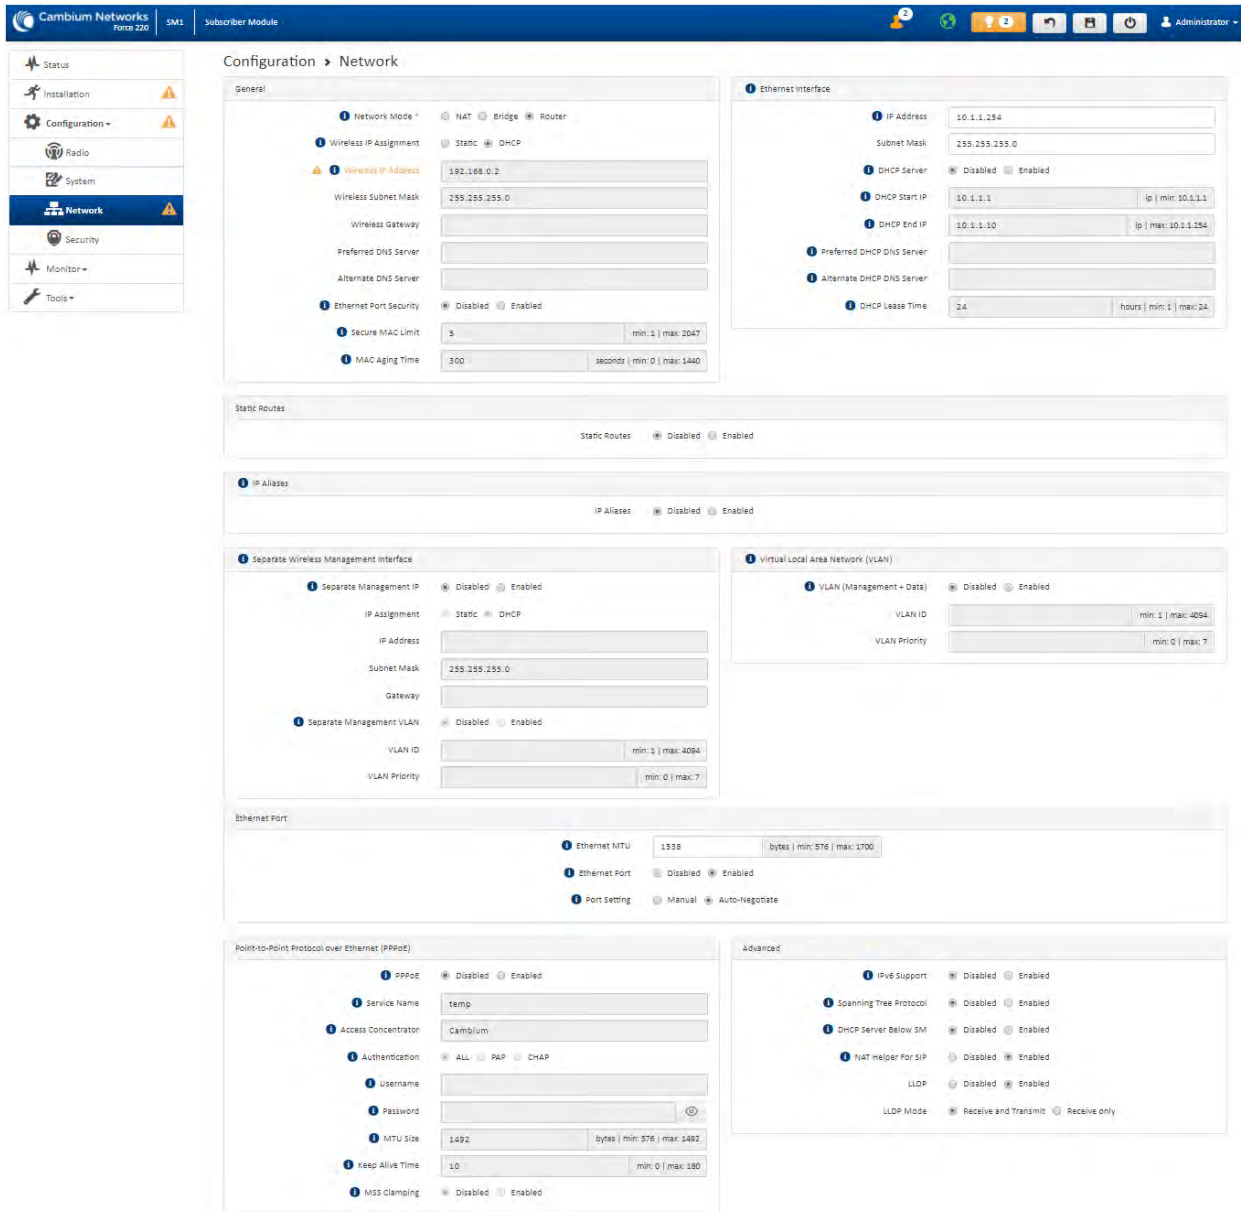 Cambium Networks
Force 220
SM1
Subscriber Module
2
2
Administrator
Status
Installation
Configuration
Radio
System
Network
Security
Monitor
Tools
Configuration > Network
General
Network Mode * NAT Bridge Router
Wireless IP Assignment Static DHCP
Wireless IP Address 192.168.0.2
Wireless Subnet Mask 255.255.255.0
Wireless Gateway
Preferred DNS Server
Alternate DNS Server
Ethernet Port Security Disabled Enabled
Secure MAC Limit 5 min: 1 | max: 2047
MAC Aging Time 300 seconds | min: 0 | max: 1440
Ethernet Interface
IP Address 10.1.1.254
Subnet Mask 255.255.255.0
DHCP Server Disabled Enabled
DHCP Start IP 10.1.1.1 ip | min: 10.1.1.1
DHCP End IP 10.1.1.10 ip | max: 10.1.1.254
Preferred DHCP DNS Server
Alternate DHCP DNS Server
DHCP Lease Time 24 hours | min: 1 | max: 24
Static Routes
Static Routes Disabled Enabled
IP Aliases
IP Aliases Disabled Enabled
Separate Wireless Management Interface
Separate Management IP Disabled Enabled
IP Assignment Static DHCP
IP Address
Subnet Mask 255.255.255.0
Gateway
Separate Management VLAN Disabled Enabled
VLAN ID min: 1 | max: 4094
VLAN Priority min: 0 | max: 7
Virtual Local Area Network (VLAN)
VLAN (Management + Data) Disabled Enabled
VLAN ID min: 1 | max: 4094
VLAN Priority min: 0 | max: 7
Ethernet Port
Ethernet MTU 1538 bytes | min: 576 | max: 1700
Ethernet Port Disabled Enabled
Port Setting Manual Auto-Negotiate
Point-to-Point Protocol over Ethernet (PPPoE)
PPPoE Disabled Enabled
Service Name temp
Access Concentrator Cambium
Authentication ALL PAP CHAP
Username
Password
MTU Size 1492 bytes | min: 576 | max: 1492
Keep Alive Time 10 min: 0 | max: 180
MSS Clamping Disabled Enabled
Advanced
IPv6 Support Disabled Enabled
Spanning Tree Protocol Disabled Enabled
DHCP Server Below SM Disabled Enabled
NAT Helper For SIP Disabled Enabled
LLDP Disabled Enabled
LLDP Mode Receive and Transmit Receive only